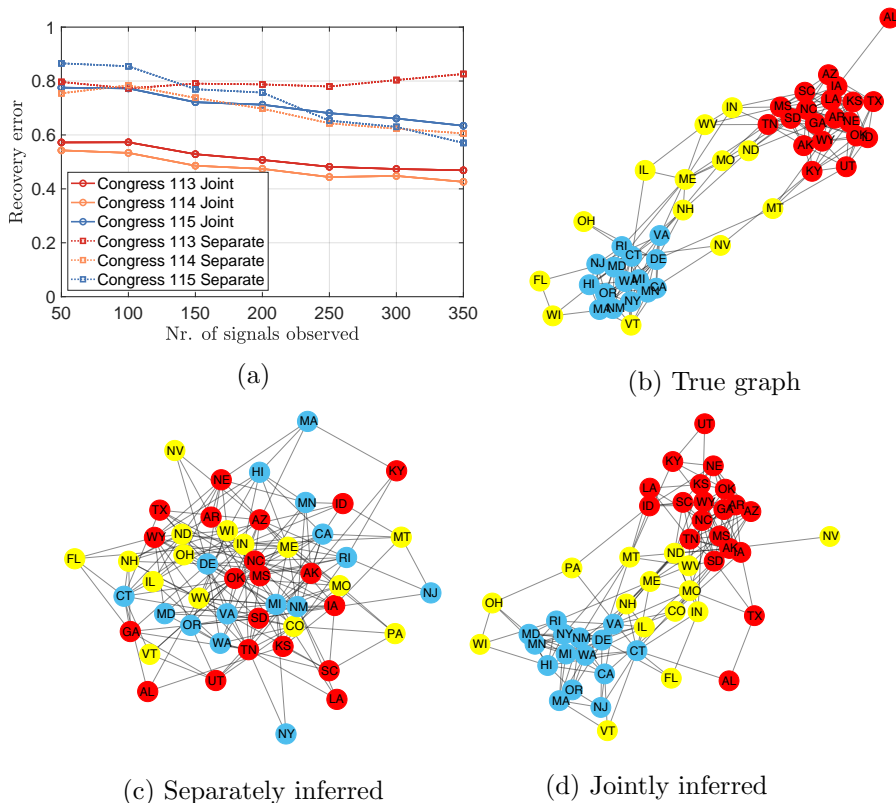 1
0.8
0.6
0.4
0.2
0
Recovery error
Congress 113 Joint
Congress 114 Joint
Congress 115 Joint
Congress 113 Separate
Congress 114 Separate
Congress 115 Separate
50 100 150 200 250 300 350
Nr. of signals observed
(a)
AL
AZ
SC IA
IN MS LA KS TX
WV TN SD NC GA AR NE
MO ND AK WY OK ID
IL ME KY UT
NH MT
OH
RI VA
NJ MD CT DE NV
FL HI WA MI CA
OR NY MN
WI MA NM VT
(b) True graph
MA
NV
HI KY
NE
TX MN ID
AR AZ
WY ND WI CA MT
FL NH OH IN ME RI
DE NC
IL OK MS AK MO NJ
CT WV MI NM IA
MD VA SD
GA OR CO PA
VT WA TN KS
AL UT SC
LA
NY
(c) Separately inferred
UT
KY NE
LA KS OK
ID SC WY GA AR AZ
NC
TN MS NV
MT ND AK IA
PA WV SD
ME MO
OH NH CO IN TX
RI VA IL
WI MD NY NM DE
MN MI WA CT
HI CA FL AL
OR
MA NJ
VT
(d) Jointly inferred